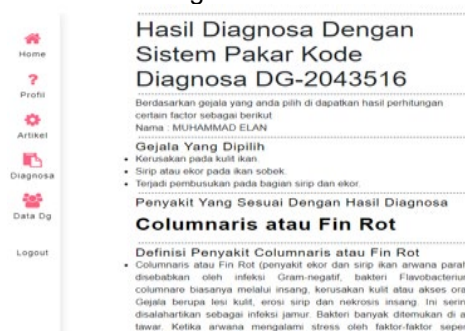 Home
Profil
Artikel
Diagnosa
Data Dg
Logout
Hasil Diagnosa Dengan
Sistem Pakar Kode
Diagnosa DG-2043516
Berdasarkan gejala yang anda pilih di dapatkan hasil perhitungan
certain factor sebagai berikut
Nama : MUHAMMAD ELAN
Gejala Yang Dipilih
Kerusakan pada kulit ikan.
Sirip atau ekor pada ikan sobek.
Terjadi pembusukan pada bagian sirip dan ekor.
Penyakit Yang Sesuai Dengan Hasil Diagnosa
Columnaris atau Fin Rot
Definisi Penyakit Columnaris atau Fin Rot
Columnaris atau Fin Rot (penyakit ekor dan sirip ikan arwana parah
disebabkan oleh infeksi Gram-negatif, bakteri Flavobacterium
columnare biasanya melalui insang, kerusakan kulit atau akses ora
Gejala berupa lesi kulit, erosi sirip dan nekrosis insang. Ini serin
disalahartikan sebagai infeksi jamur. Bakteri banyak ditemukan di a
tawar. Ketika arwana mengalami stress oleh faktor-faktor seper